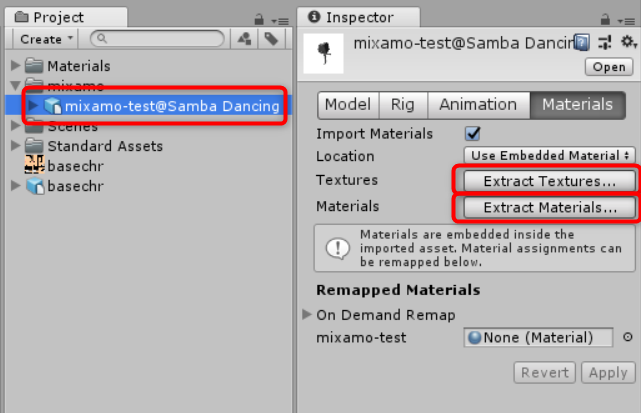 Project
Create
Materials
mixamo
mixamo-test@Samba Dancing
Scenes
Standard Assets
basechr
basechr
Inspector
mixamo-test@Samba Dancin
Open
Model Rig Animation Materials
Import Materials
Location Use Embedded Material
Textures Extract Textures...
Materials Extract Materials...
Materials are embedded inside the
imported asset. Material assignments can
be remapped below.
Remapped Materials
On Demand Remap
mixamo-test None (Material)
Revert Apply